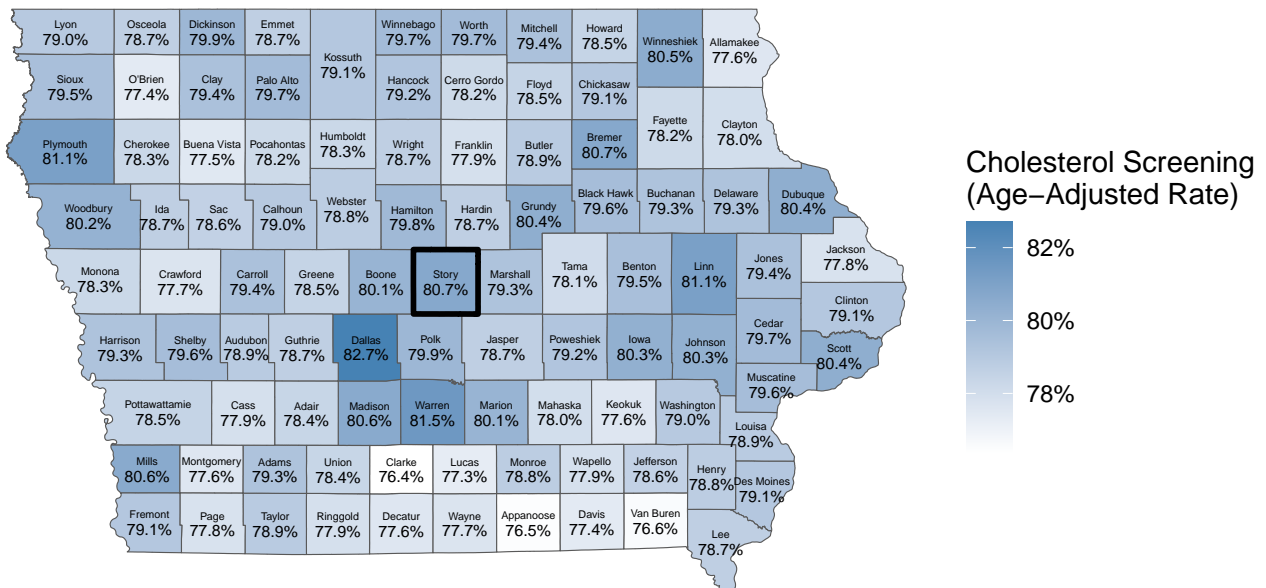 Lyon
79.0%
Osceola
78.7%
Dickinson
79.9%
Emmet
78.7%
Kossuth
79.1%
Winnebago
79.7%
Worth
79.7%
Mitchell
79.4%
Howard
78.5%
Winneshiek
80.5%
Allamakee
77.6%
Sioux
79.5%
O'Brien
77.4%
Clay
79.4%
Palo Alto
79.7%
Hancock
79.2%
Cerro Gordo
78.2%
Floyd
78.5%
Chickasaw
79.1%
Plymouth
81.1%
Cherokee
78.3%
Buena Vista
77.5%
Pocahontas
78.2%
Humboldt
78.3%
Wright
78.7%
Franklin
77.9%
Butler
78.9%
Bremer
80.7%
Fayette
78.2%
Clayton
78.0%
Woodbury
80.2%
Ida
78.7%
Sac
78.6%
Calhoun
79.0%
Webster
78.8%
Hamilton
79.8%
Hardin
78.7%
Grundy
80.4%
Black Hawk
79.6%
Buchanan
79.3%
Delaware
79.3%
Dubuque
80.4%
Monona
78.3%
Crawford
77.7%
Carroll
79.4%
Greene
78.5%
Boone
80.1%
Story
80.7%
Marshall
79.3%
Tama
78.1%
Benton
79.5%
Linn
81.1%
Jones
79.4%
Jackson
77.8%
Clinton
79.1%
Harrison
79.3%
Shelby
79.6%
Audubon
78.9%
Guthrie
78.7%
Dallas
82.7%
Polk
79.9%
Jasper
78.7%
Poweshiek
79.2%
Iowa
80.3%
Johnson
80.3%
Cedar
79.7%
Scott
80.4%
Muscatine
79.6%
Pottawattamie
78.5%
Cass
77.9%
Adair
78.4%
Madison
80.6%
Warren
81.5%
Marion
80.1%
Mahaska
78.0%
Keokuk
77.6%
Washington
79.0%
Louisa
78.9%
Mills
80.6%
Montgomery
77.6%
Adams
79.3%
Union
78.4%
Clarke
76.4%
Lucas
77.3%
Monroe
78.8%
Wapello
77.9%
Jefferson
78.6%
Henry
78.8%
Des Moines
79.1%
Fremont
79.1%
Page
77.8%
Taylor
78.9%
Ringgold
77.9%
Decatur
77.6%
Wayne
77.7%
Appanoose
76.5%
Davis
77.4%
Van Buren
76.6%
Lee
78.7%
Cholesterol Screening
(Age−Adjusted Rate)
82%
80%
78%